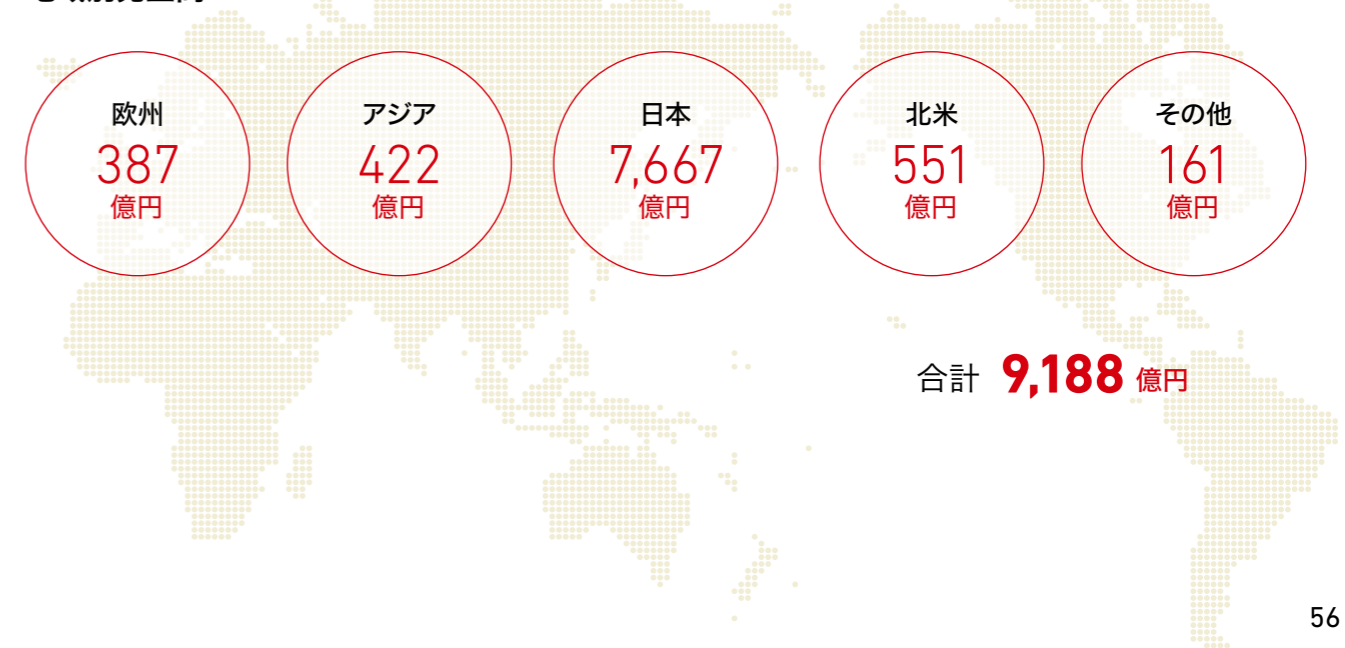 欧州
387
億円
アジア
422
億円
日本
7,667
億円
北米
551
億円
その他
161
億円
合計 9,188 億円
56